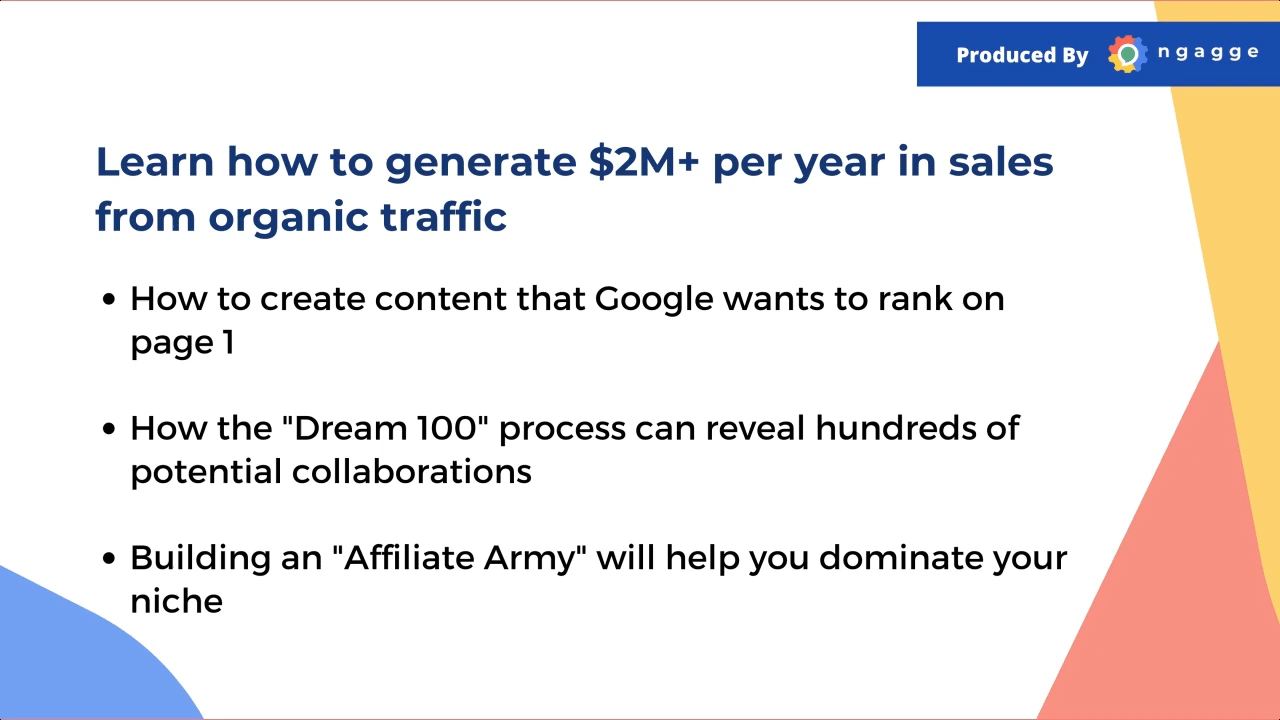 Produced By ngagge
Learn how to generate $2M+ per year in sales
from organic traffic
• How to create content that Google wants to rank on
page 1
• How the "Dream 100" process can reveal hundreds of
potential collaborations
• Building an "Affiliate Army" will help you dominate your
niche